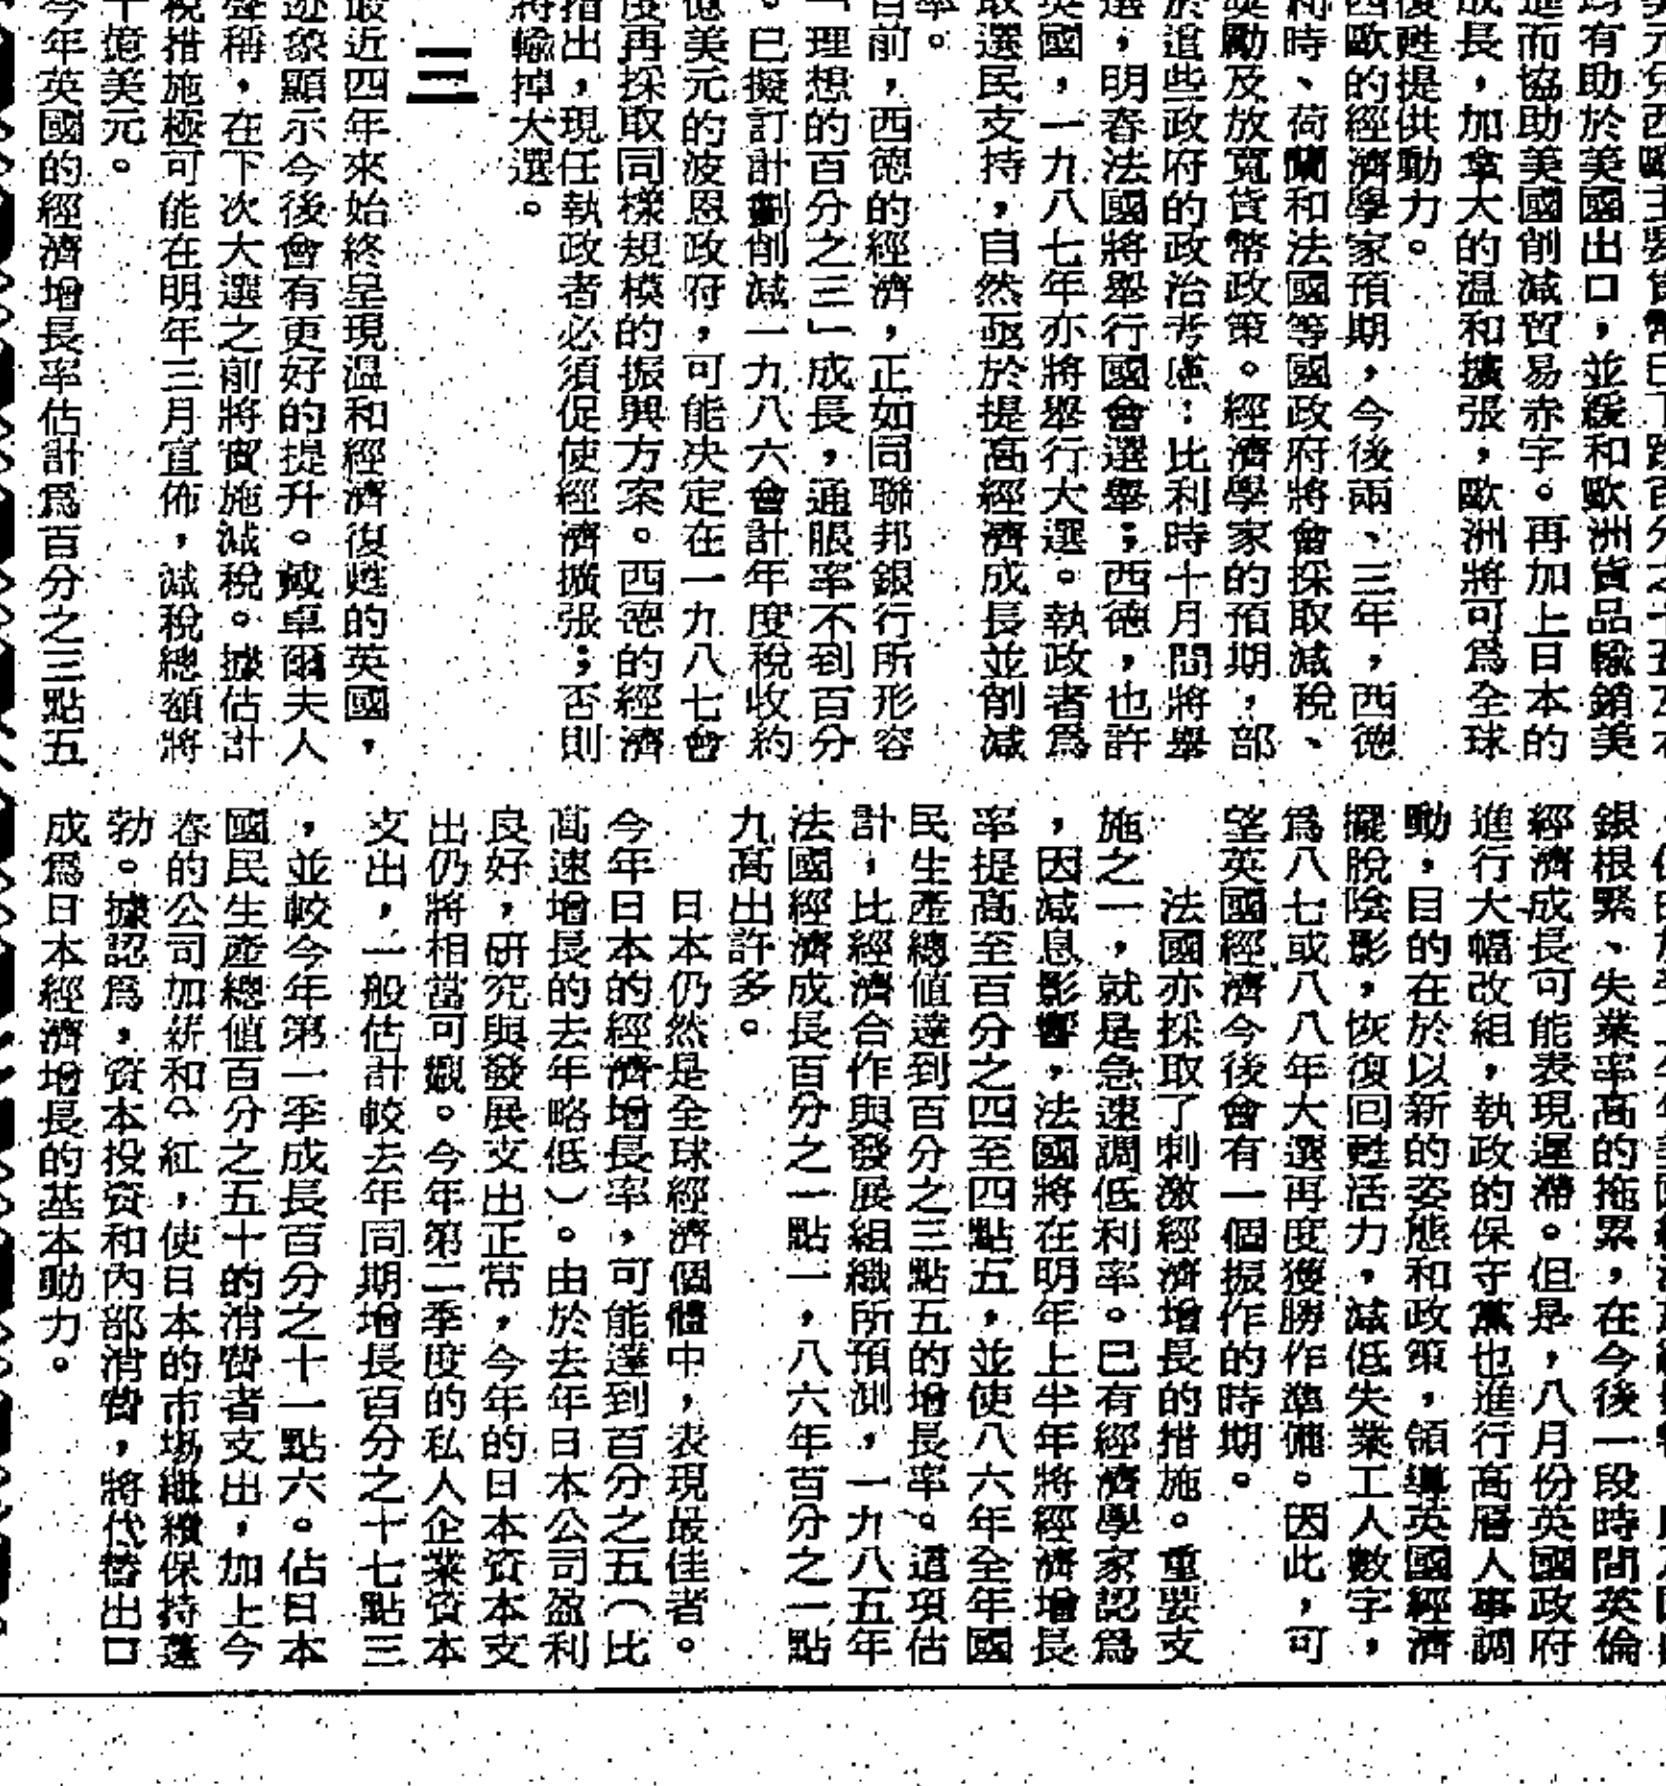 均有助於美國出口，並緩和歐洲貨品輸銷美
進而協助美國削減貿易赤字。再加上日本的
成長，加拿大的温和擴張，歐洲將可爲全球
復甦提供動力。
西歐的經濟學家預期，今後兩、三年，西德
利時、荷蘭和法國等國政府將會採取減稅、
獎勵及放寬貨幣政策。經濟學家的預期，部
於這些政府的政治考慮：比利時十月間將舉
選，明春法國將舉行國會選舉；西德，也許
英國，一九八七年亦將舉行大選。執政者爲
取選民支持，自然亟於提高經濟成長並削減
率。
目前，西德的經濟，正如同聯邦銀行所形容
「理想的百分之三」成長，通脹率不到百分
。已擬訂計劃削減一九八六會計年度稅收約
億美元的波恩政府，可能决定在一九八七會
度再採取同樣規模的振興方案。西德的經濟
指出，現任執政者必須促使經濟擴張；否則
將輸掉大選。
三
最近四年來始終呈現温和經濟復甦的英國，
迹象顯示今後會有更好的提升。戴卓爾夫人
聲稱，在下次大選之前將實施減稅。據估計
稅措施極可能在明年三月宣佈，減稅總額將
十億美元。
今年英國的經濟增長率估計爲百分之三點五
銀根緊、失業率高的拖累，在今後一段時間英倫
經濟成長可能表現遲滯。但是，八月份英國政府
進行大幅改組，執政的保守黨也進行高層人事調
動，目的在於以新的姿態和政策，領導英國經濟
擺脫陰影，恢復回甦活力，減低失業工人數字，
爲八七或八八年大選再度獲勝作準備。因此，可
望英國經濟今後會有一個振作的時期。
法國亦採取了刺激經濟增長的措施。重要支
施之一，就是急速調低利率。已有經濟學家認爲
，因減息影響，法國將在明年上半年將經濟增長
率提高至百分之四至四點五，並使八六年全年國
民生產總值達到百分之三點五的增長率。這項估
計，比經濟合作與發展組織所預測，一九八五年
法國經濟成長百分之一點一，八六年百分之一點
九高出許多。
日本仍然是全球經濟個體中，表現最佳者。
今年日本的經濟增長率，可能達到百分之五（比
高速增長的去年略低）。由於去年日本公司盈利
良好，研究與發展支出正常，今年的日本資本支
出仍將相當可觀。今年第二季度的私人企業資本
支出，一般估計較去年同期增長百分之十七點三
，並較今年第一季成長百分之十一點六。佔日本
國民生產總值百分之五十的消費者支出，加上今
春的公司加薪和分紅，使日本的市場繼續保持蓬
勃。據認爲，資本投資和內部消費，將代替出口
成爲日本經濟增長的基本動力。